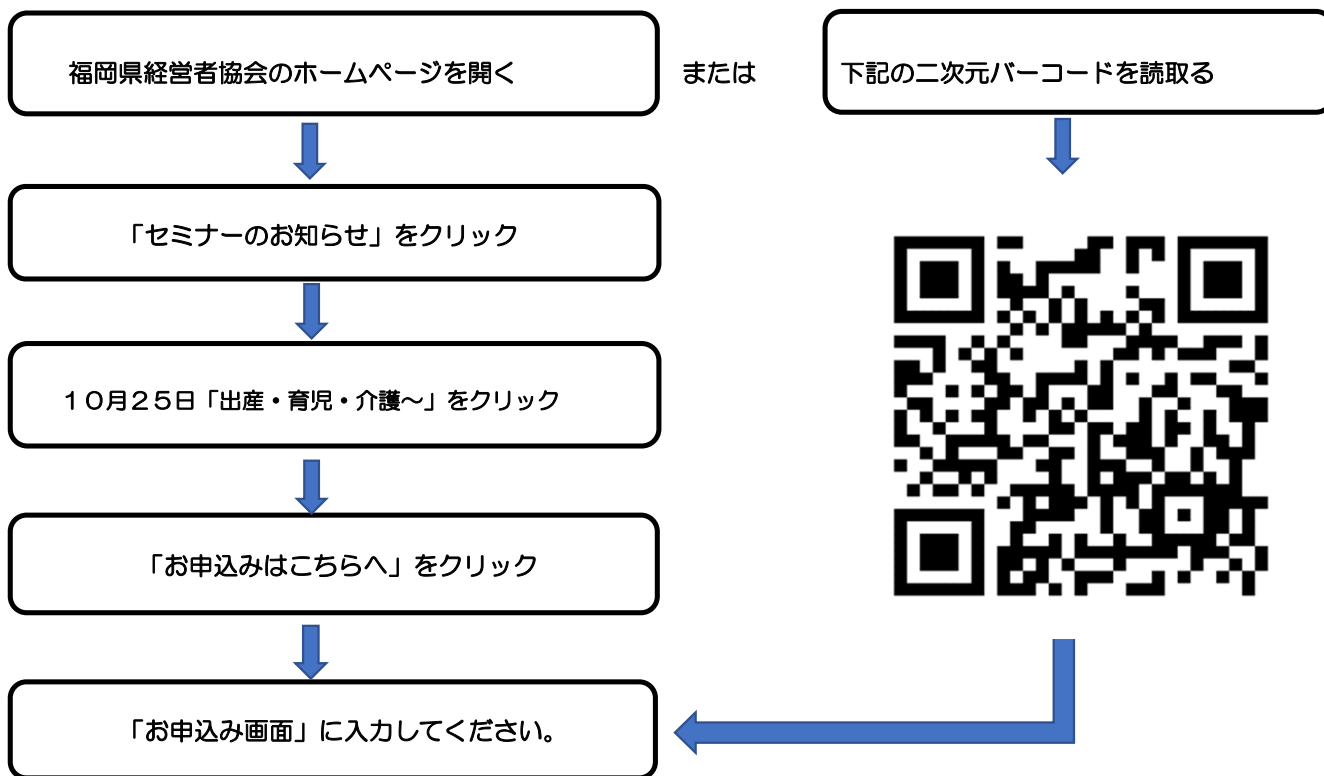 福岡県経営者協会のホームページを開く
または
下記の二次元バーコードを読取る
「セミナーのお知らせ」をクリック
１０月２５日「出産・育児・介護～」をクリック
「お申込みはこちらへ」をクリック
「お申込み画面」に入力してください。